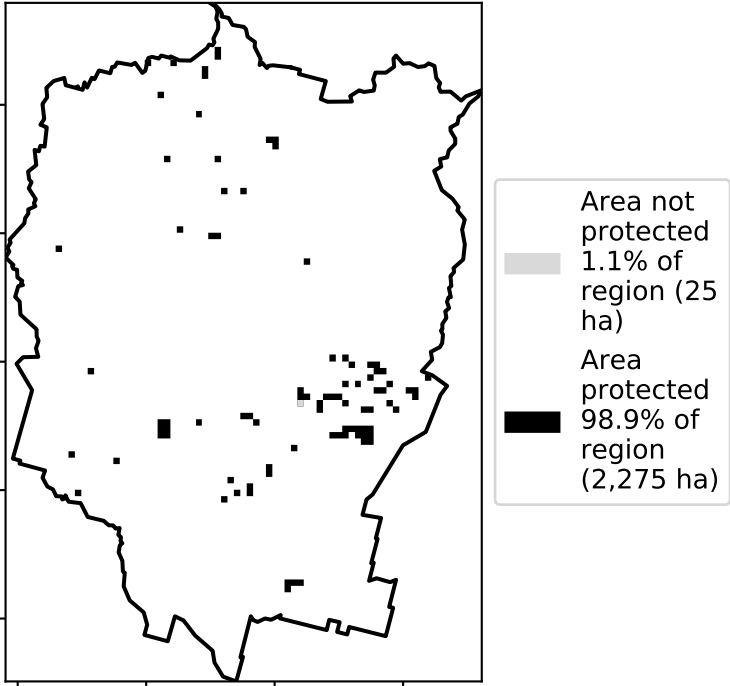 Area not
protected
1.1% of
region (25
ha)
Area
protected
98.9% of
region
(2,275 ha)